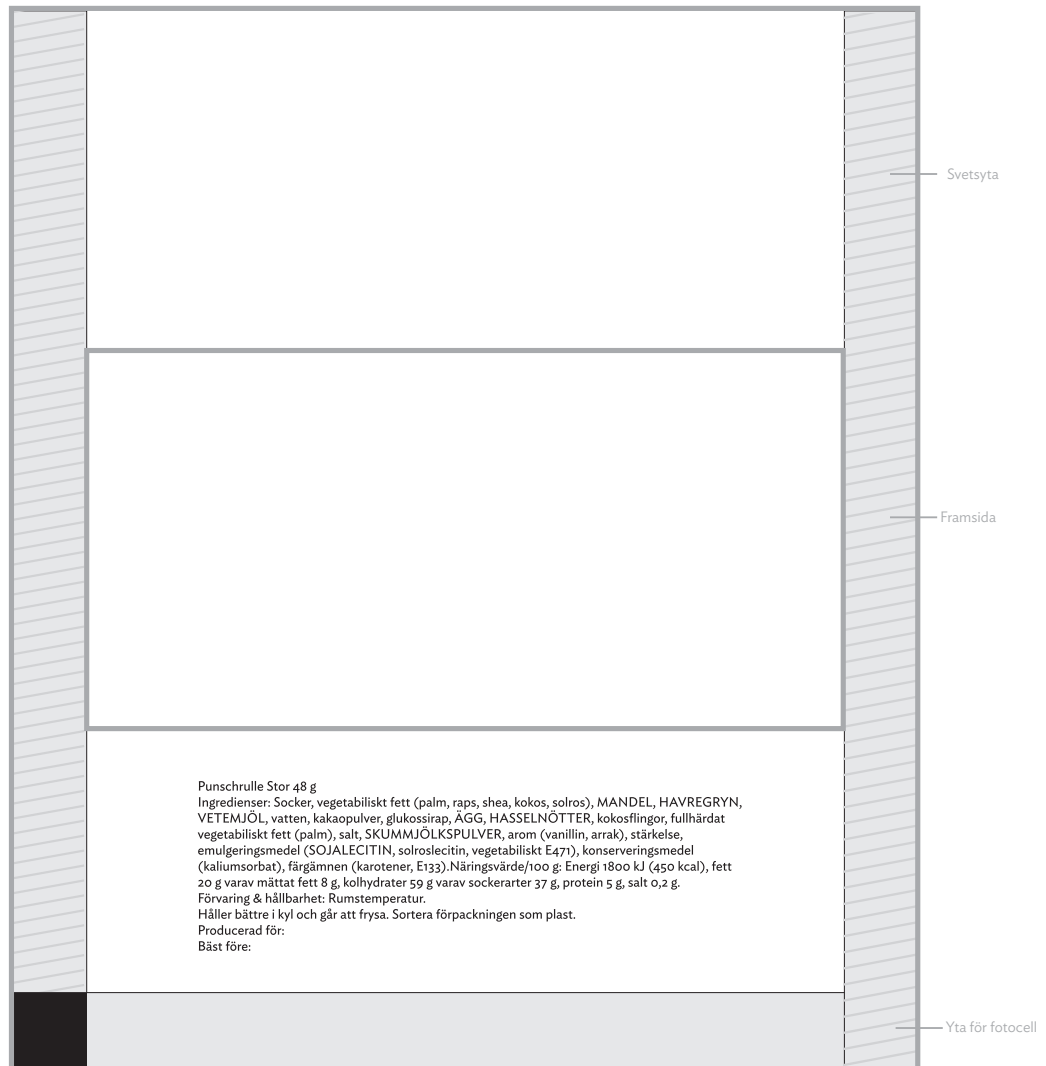 Svetsyta
Framsida
Punschrulle Stor 48 g
Ingredienser: Socker, vegetabiliskt fett (palm, raps, shea, kokos, solros), MANDEL, HAVREGRYN,
VETEMJÖL, vatten, kakaopulver, glukossirap, ÄGG, HASSELNÖTTER, kokosflingor, fullhärdat
vegetabiliskt fett (palm), salt, SKUMMJÖLKSPULVER, arom (vanillin, arrak), stärkelse,
emulgeringsmedel (SOJALECITIN, solroslecitin, vegetabiliskt E471), konserveringsmedel
(kaliumsorbat), färgämnen (karotener, E133).Näringsvärde/100 g: Energi 1800 kJ (450 kcal), fett
20 g varav mättat fett 8 g, kolhydrater 59 g varav sockerarter 37 g, protein 5 g, salt 0,2 g.
Förvaring & hållbarhet: Rumstemperatur.
Håller bättre i kyl och går att frysa. Sortera förpackningen som plast.
Producerad för:
Bäst före:
Yta för fotocell